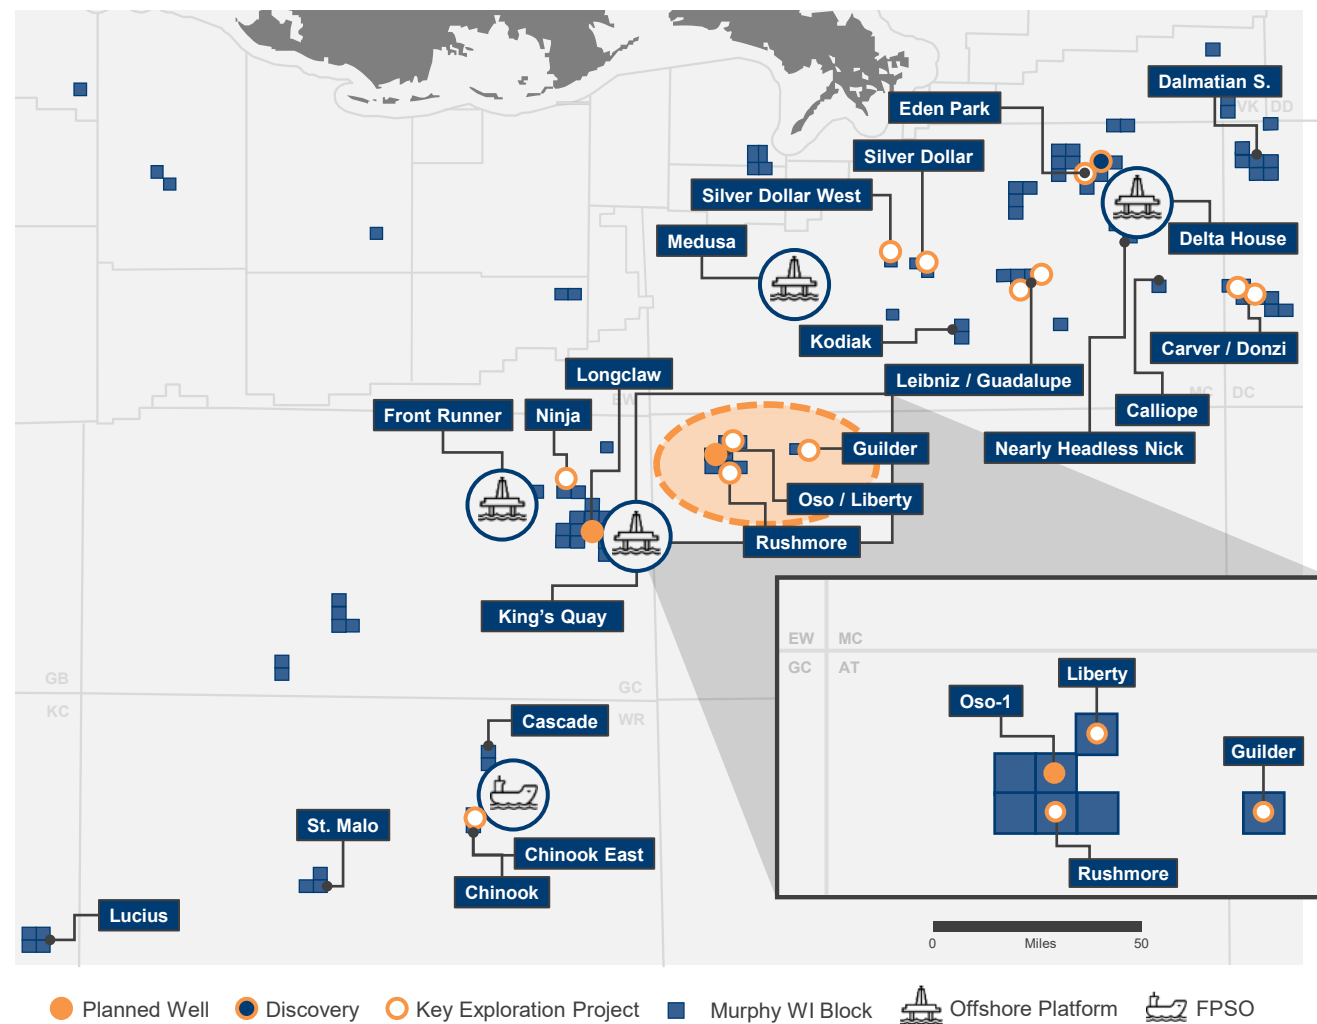 Dalmatian S.
Eden Park
VK DD
Silver Dollar
Silver Dollar West
Medusa
Delta House
Kodiak
Carver / Donzi
Longclaw
Leibniz / Guadalupe
EW
MC DC
Front Runner
Ninja
Calliope
Guilder
Nearly Headless Nick
Oso / Liberty
Rushmore
King’s Quay
EW MC
GC AT
Liberty
GB
GC
Oso-1
KC
WR
Cascade
Guilder
St. Malo
Chinook East
Rushmore
Chinook
Lucius
0 Miles 50
Planned Well Discovery Key Exploration Project Murphy WI Block Offshore Platform FPSO